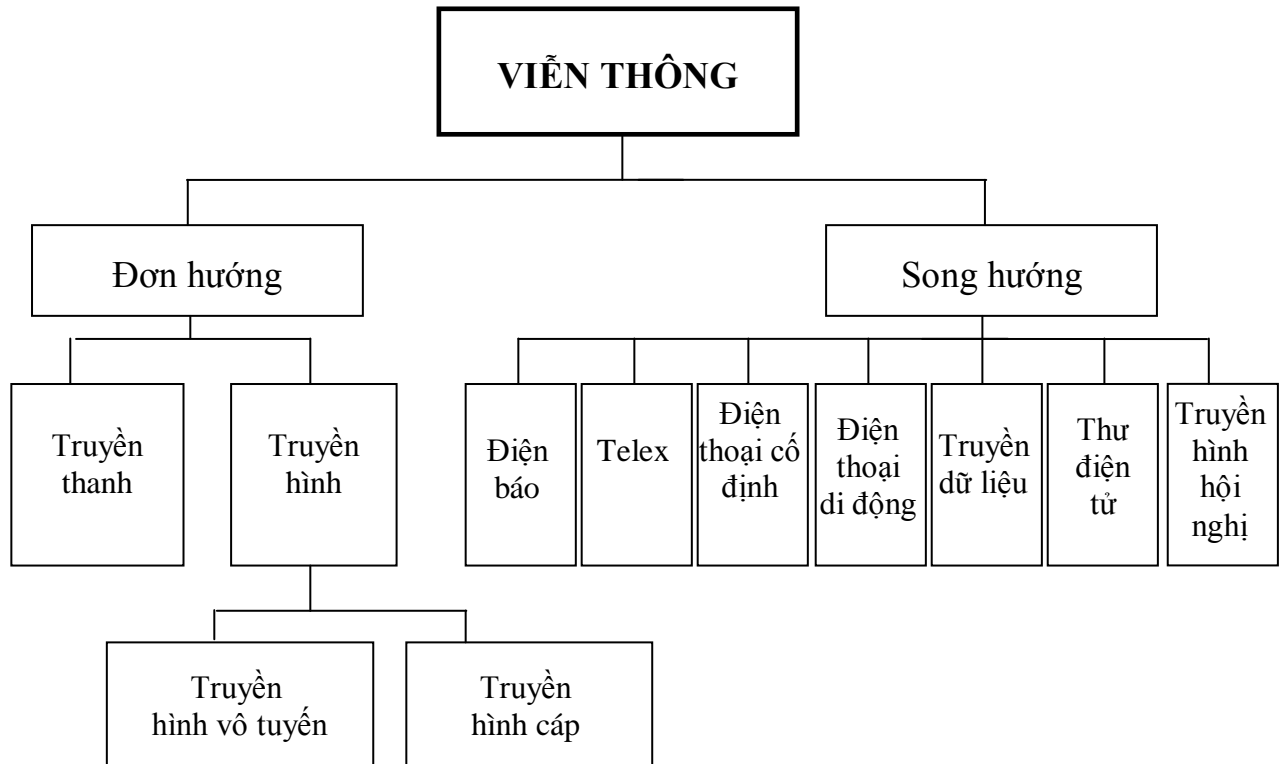 VIỄN THÔNG
Đơn hướng
Song hướng
Truyền
thanh
Truyền
hình
Điện
báo
Telex
Điện
thoại cố
định
Điện
thoại
di động
Truyền
dữ liệu
Thư
điện
tử
Truyền
hình
hội
nghị
Truyền
hình vô tuyến
Truyền
hình cáp